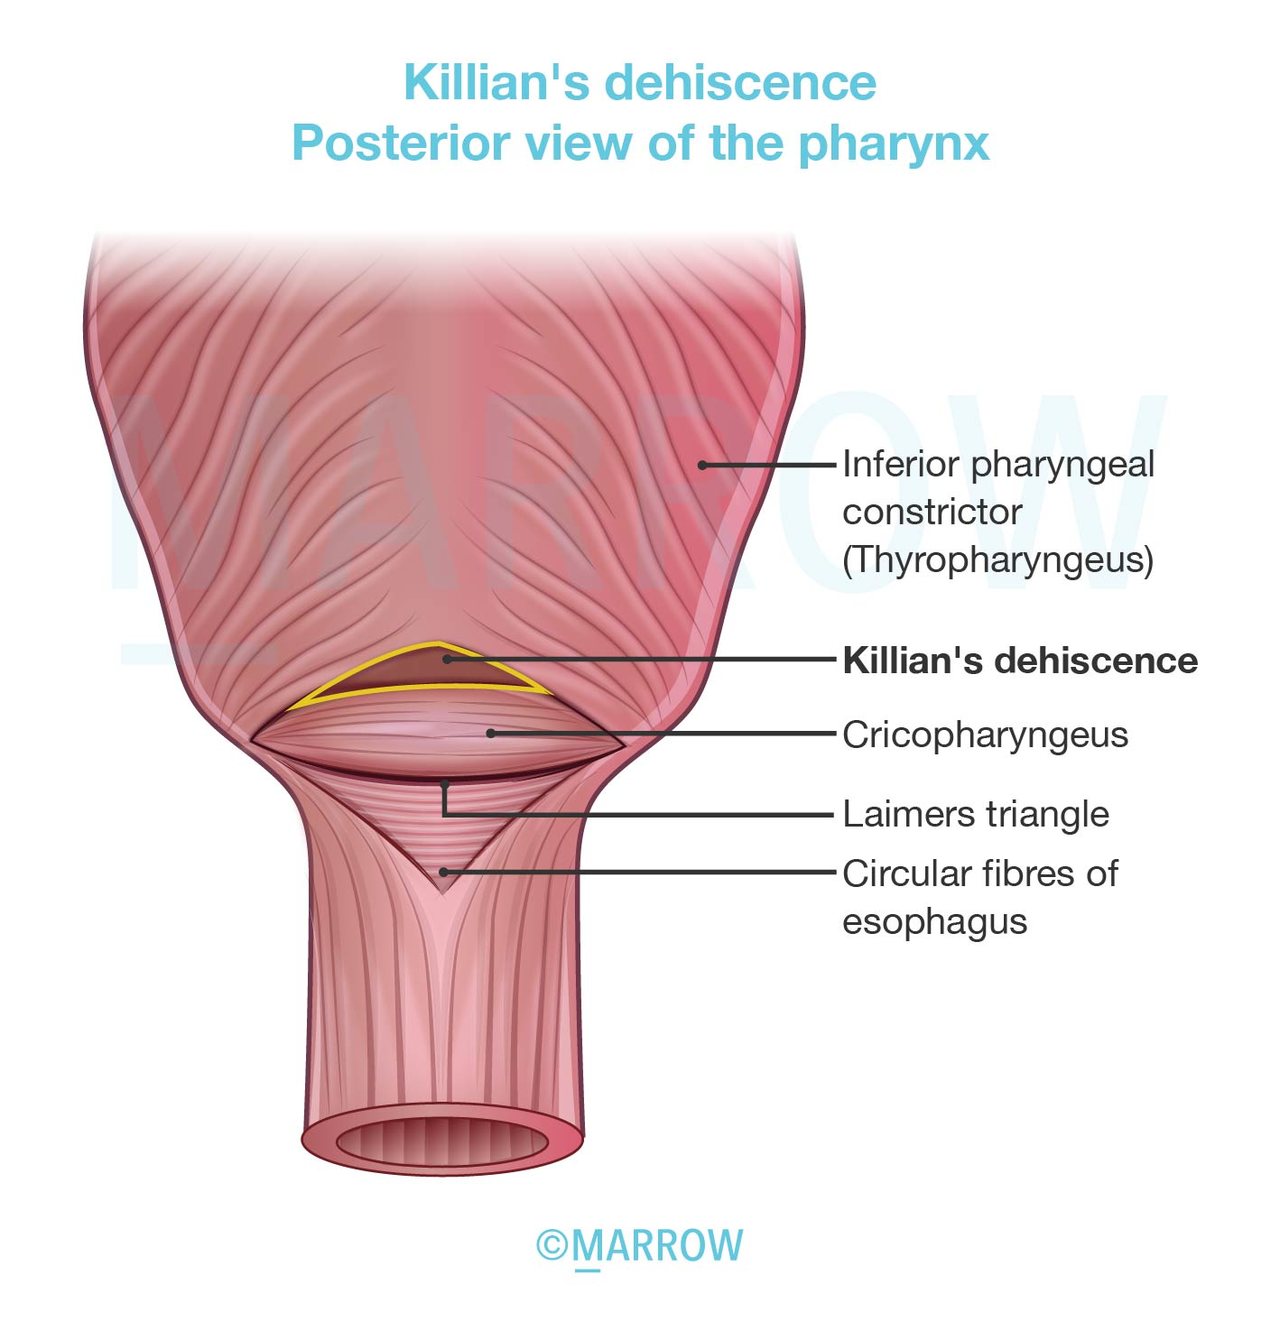 Killian's dehiscence
Posterior view of the pharynx
MARROW
Inferior pharyngeal
constrictor
(Thyropharyngeus)
Killian's dehiscence
Cricopharyngeus
Laimers triangle
Circular fibres of
esophagus
©MARROW